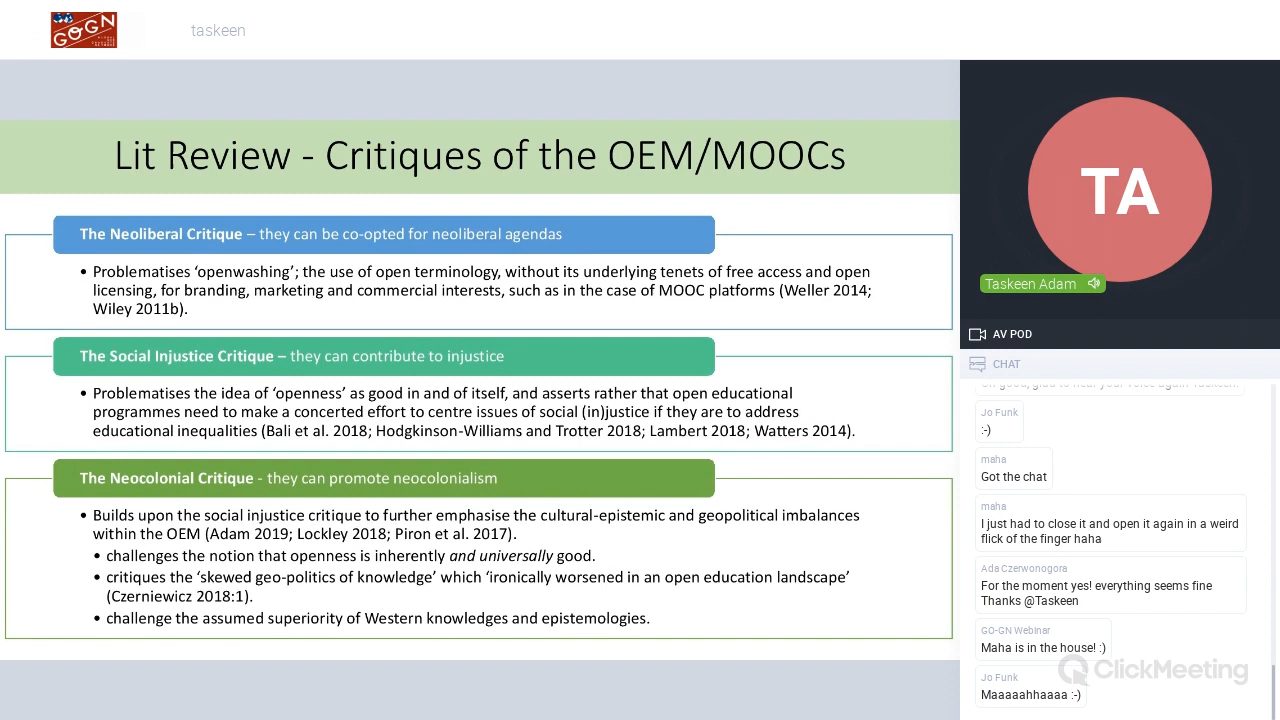 GOGN
taskeen
Lit Review - Critiques of the OEM/MOOCs
The Neoliberal Critique – they can be co-opted for neoliberal agendas
• Problematises ‘openwashing’; the use of open terminology, without its underlying tenets of free access and open
licensing, for branding, marketing and commercial interests, such as in the case of MOOC platforms (Weller 2014;
Wiley 2011b).
The Social Injustice Critique – they can contribute to injustice
• Problematises the idea of ‘openness’ as good in and of itself, and asserts rather that open educational
programmes need to make a concerted effort to centre issues of social (in)justice if they are to address
educational inequalities (Bali et al. 2018; Hodgkinson-Williams and Trotter 2018; Lambert 2018; Watters 2014).
The Neocolonial Critique - they can promote neocolonialism
• Builds upon the social injustice critique to further emphasise the cultural-epistemic and geopolitical imbalances
within the OEM (Adam 2019; Lockley 2018; Piron et al. 2017).
• challenges the notion that openness is inherently and universally good.
• critiques the ‘skewed geo-politics of knowledge’ which ‘ironically worsened in an open education landscape’
(Czerniewicz 2018:1).
• challenge the assumed superiority of Western knowledges and epistemologies.
TA
Taskeen Adam
AV POD
CHAT
Jo Funk
:-)
maha
Got the chat
maha
I just had to close it and open it again in a weird
flick of the finger haha
Ada Czerwonogora
For the moment yes! everything seems fine
Thanks @Taskeen
GO-GN Webinar
Maha is in the house! :)
Jo Funk
Maaaaahhaaaa :-)
ClickMeeting